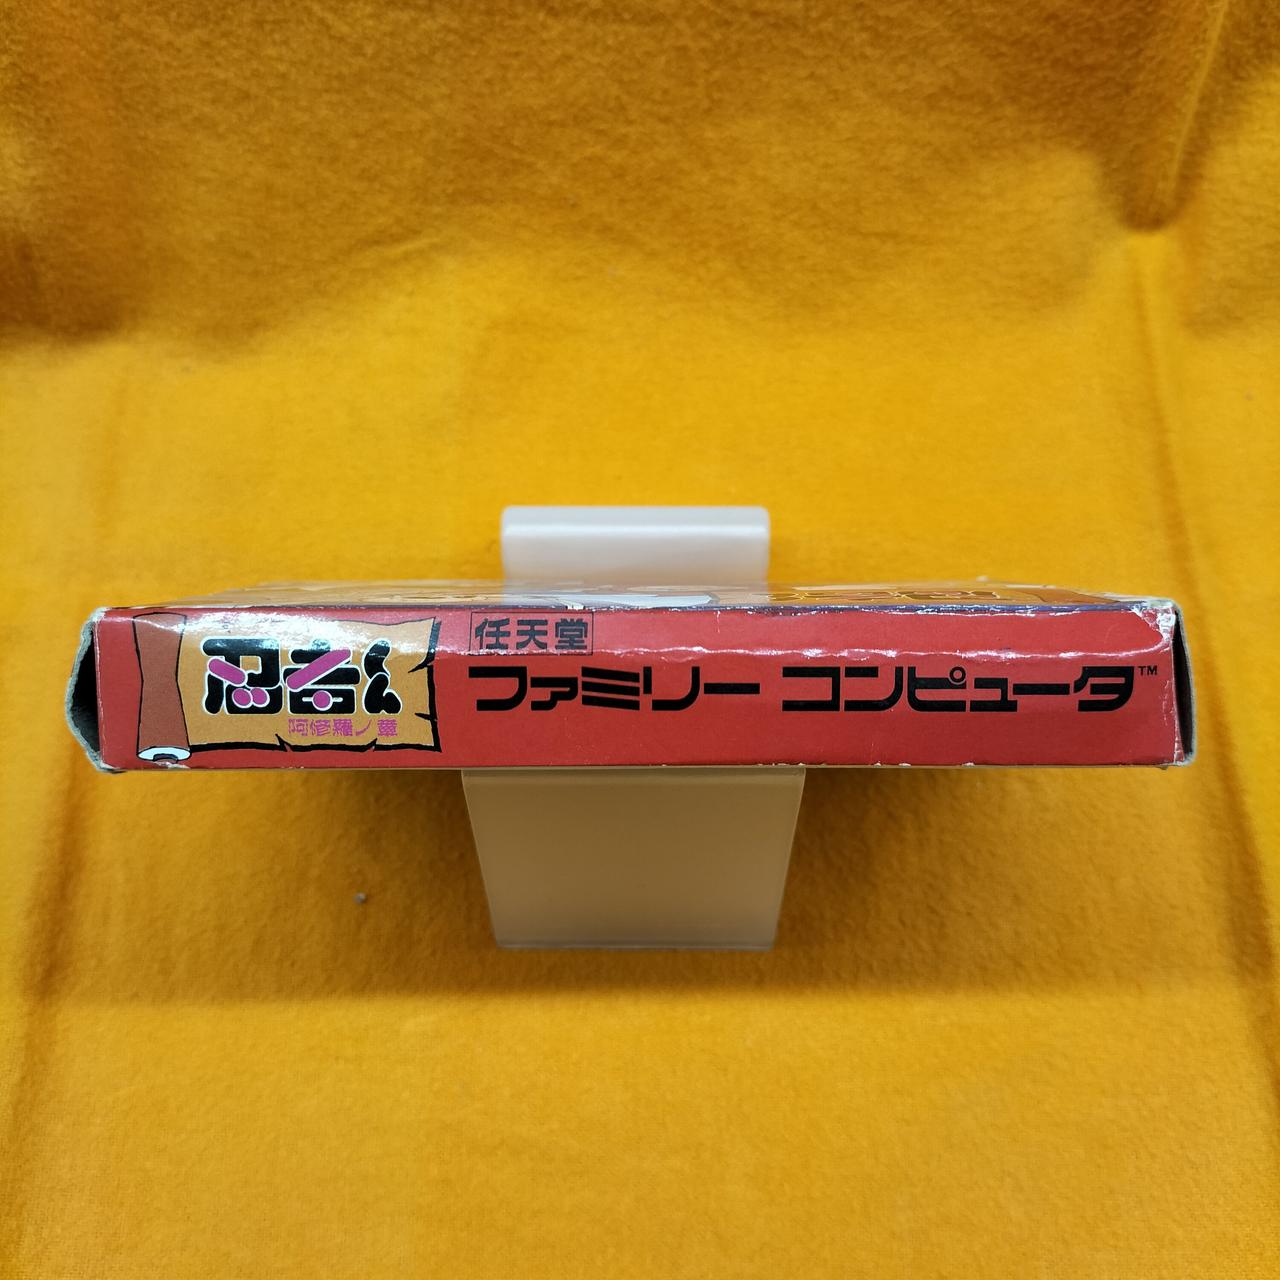 忍者くん
阿修羅ノ章
任天堂
ファミリー コンピュータ™